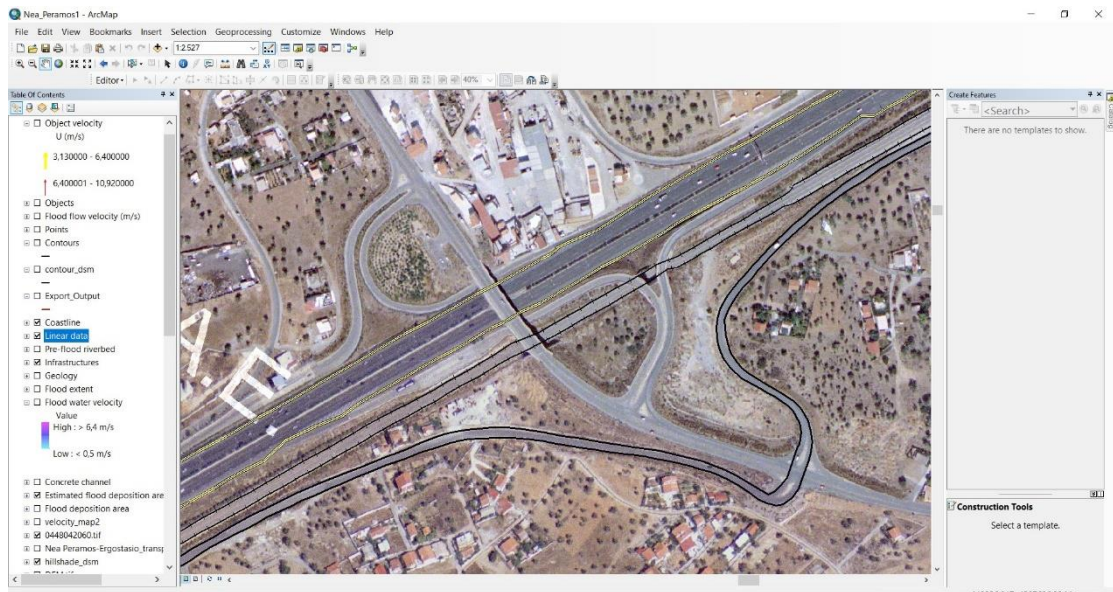 Nea_Peramos1 - ArcMap
File Edit View Bookmarks Insert Selection Geoprocessing Customize Windows Help
1:2.527
Editor
40%
Table Of Contents
Object velocity
U (m/s)
3,130000 - 6,400000
6,400001 - 10,920000
Objects
Flood flow velocity (m/s)
Points
Contours
contour_dsm
Export_Output
Coastline
Linear data
Pre-flood riverbed
Infrastructures
Geology
Flood extent
Flood water velocity
Value
High : > 6,4 m/s
Low : < 0,5 m/s
Concrete channel
Estimated flood deposition are
Flood deposition area
velocity_map2
0448042060.tif
Nea Peramos-Ergostasio_transp
hillshade_dsm
Create Features
<Search>
There are no templates to show.
Construction Tools
Select a template.
Catalog